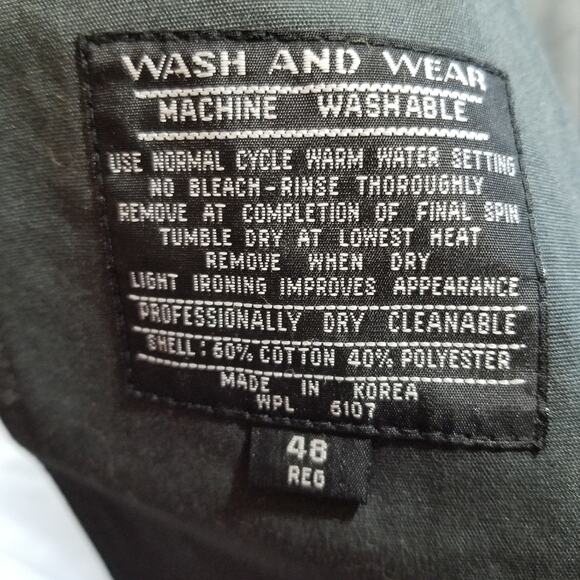 WASH AND WEAR
MACHINE WASHABLE
USE NORMAL CYCLE WARM WATER SETTING
NO BLEACH-RINSE THOROUGHLY
REMOVE AT COMPLETION OF FINAL SPIN
TUMBLE DRY AT LOWEST HEAT
REMOVE WHEN DRY
LIGHT IRONING IMPROVES APPEARANCE
PROFESSIONALLY DRY CLEANABLE
SHELL: 60% COTTON 40% POLYESTER
MADE IN KOREA
WPL 6107
48
REG